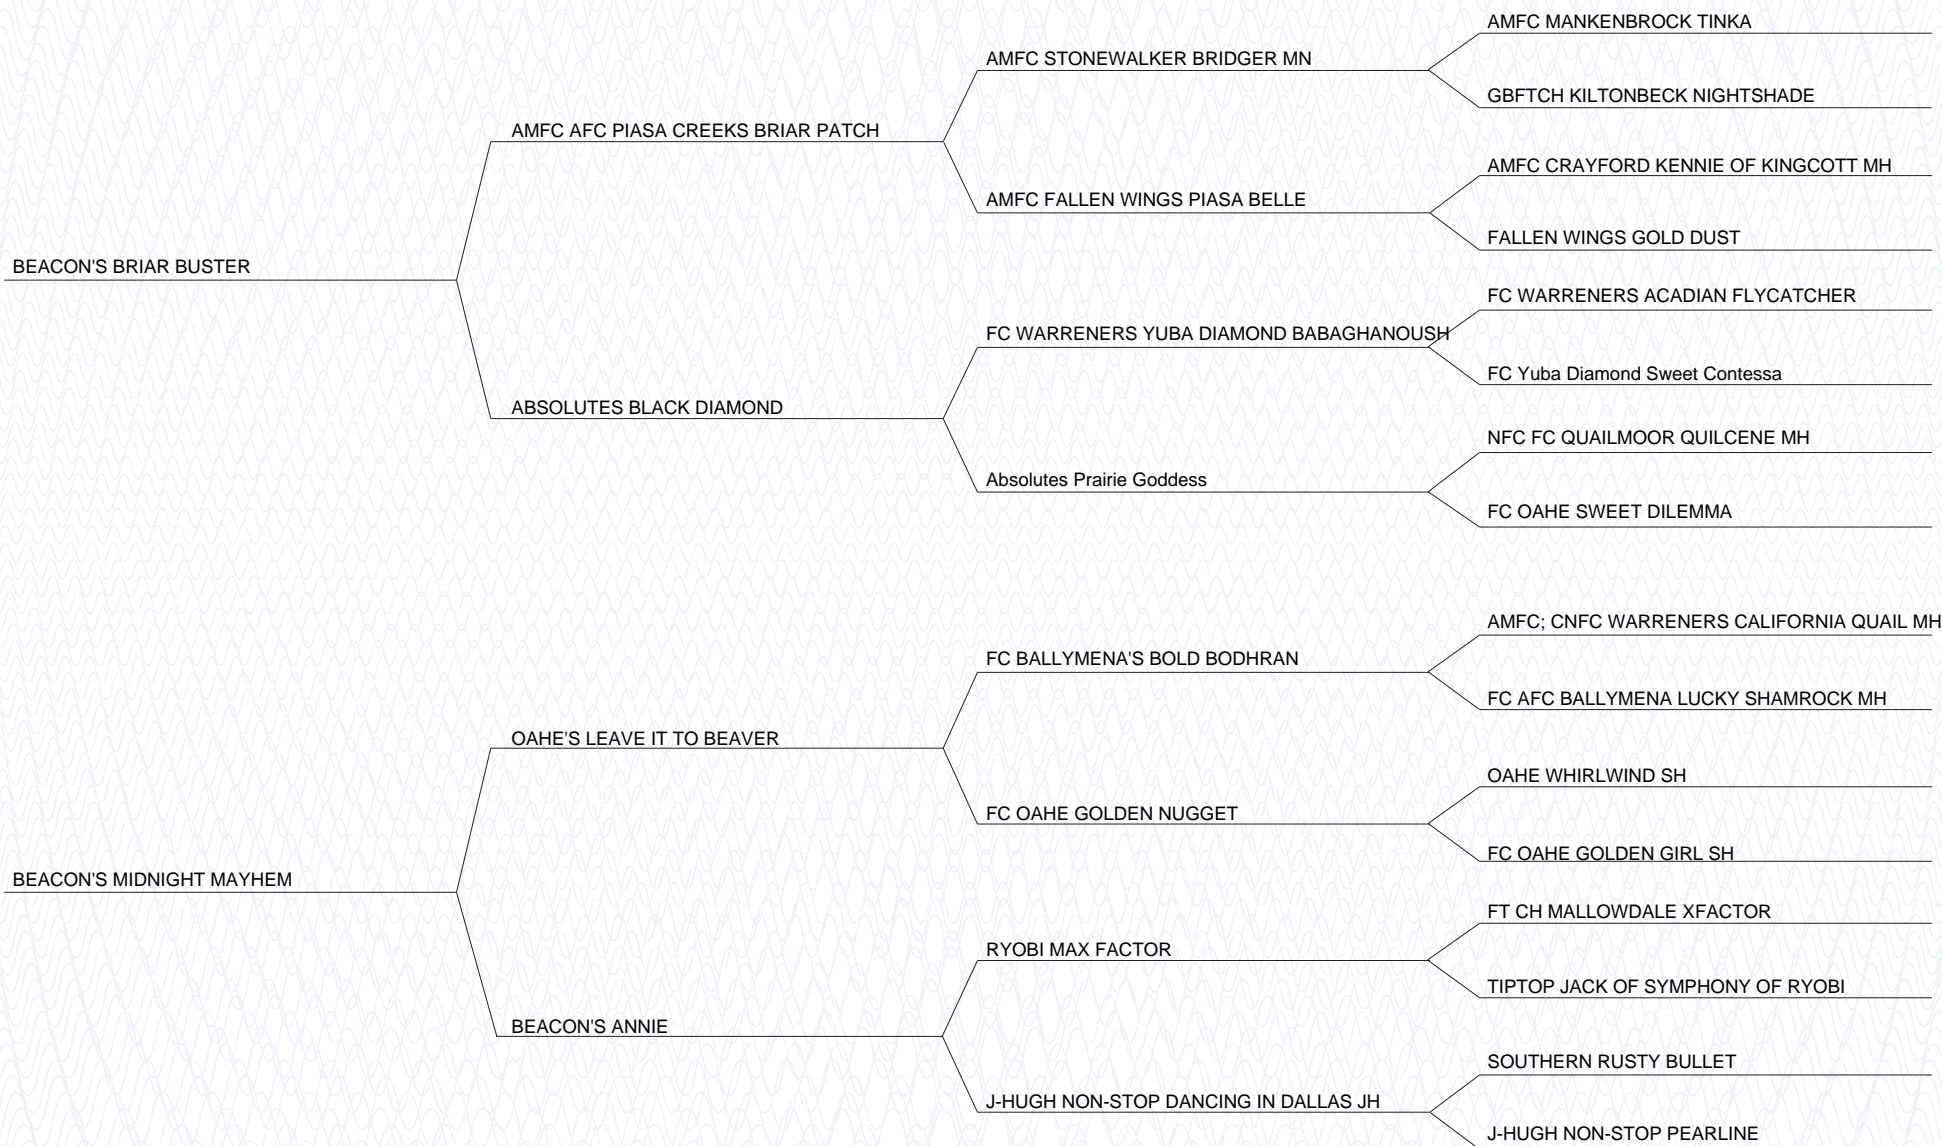 BEACON'S BRIAR BUSTER
AMFC AFC PIASA CREEKS BRIAR PATCH
AMFC STONEWALKER BRIDGER MN
AMFC MANKENBROCK TINKA
GBFTCH KILTONBECK NIGHTSHADE
AMFC FALLEN WINGS PIASA BELLE
AMFC CRAYFORD KENNIE OF KINGCOTT MH
FALLEN WINGS GOLD DUST
ABSOLUTES BLACK DIAMOND
FC WARRENERS YUBA DIAMOND BABAGHANOUSH
FC WARRENERS ACADIAN FLYCATCHER
FC Yuba Diamond Sweet Contessa
Absolutes Prairie Goddess
NFC FC QUAILMOOR QUILCENE MH
FC OAHE SWEET DILEMMA
BEACON'S MIDNIGHT MAYHEM
OAHE'S LEAVE IT TO BEAVER
FC BALLYMENA'S BOLD BODHRAN
AMFC; CNFC WARRENERS CALIFORNIA QUAIL MH
FC AFC BALLYMENA LUCKY SHAMROCK MH
FC OAHE GOLDEN NUGGET
OAHE WHIRLWIND SH
FC OAHE GOLDEN GIRL SH
BEACON'S ANNIE
RYOBI MAX FACTOR
FT CH MALLOWDALE XFACTOR
TIPTOP JACK OF SYMPHONY OF RYOBI
J-HUGH NON-STOP DANCING IN DALLAS JH
SOUTHERN RUSTY BULLET
J-HUGH NON-STOP PEARLINE